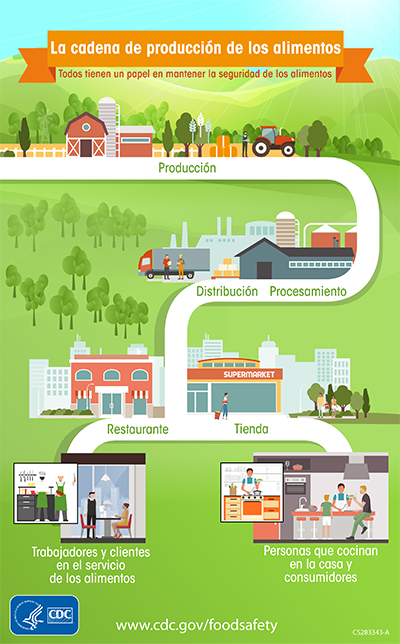 La cadena de producción de los alimentos
Todos tienen un papel en mantener la seguridad de los alimentos
Producción
Distribución Procesamiento
SUPERMARKET
Restaurante Tienda
Trabajadores y clientes
en el servicio
de los alimentos
Personas que cocinan
en la casa y
consumidores
CDC
www.cdc.gov/foodsafety
CS283343-A